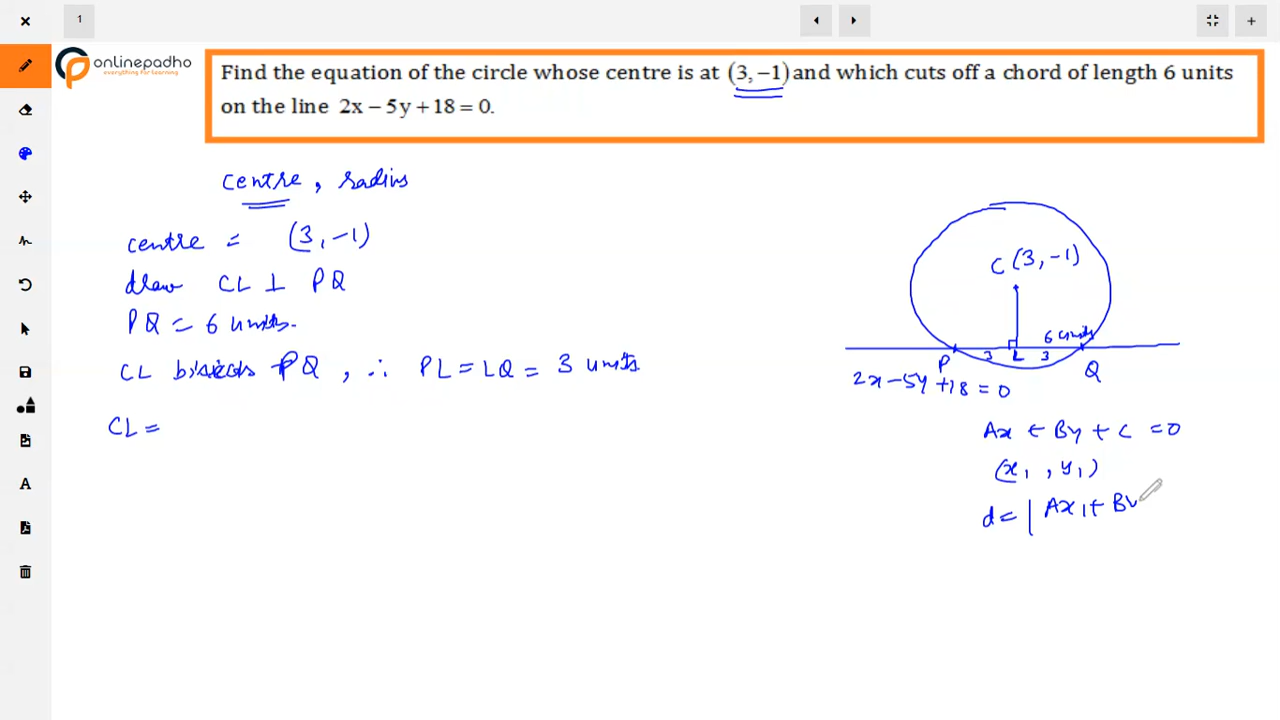 1
onlinepadho
everything for learning
Find the equation of the circle whose centre is at (3,−1) and which cuts off a chord of length 6 units
on the line 2x − 5y + 18 = 0.
centre , radius
centre = (3, −1)
draw CL ⊥ PQ
PQ = 6 units.
CL bisects PQ , ∴ PL = LQ = 3 units
CL =
C (3, −1)
6 units
P 3 L 3 Q
2x − 5y + 18 = 0
Ax + By + C = 0
(x₁ , y₁)
d = | Ax₁ + By
A